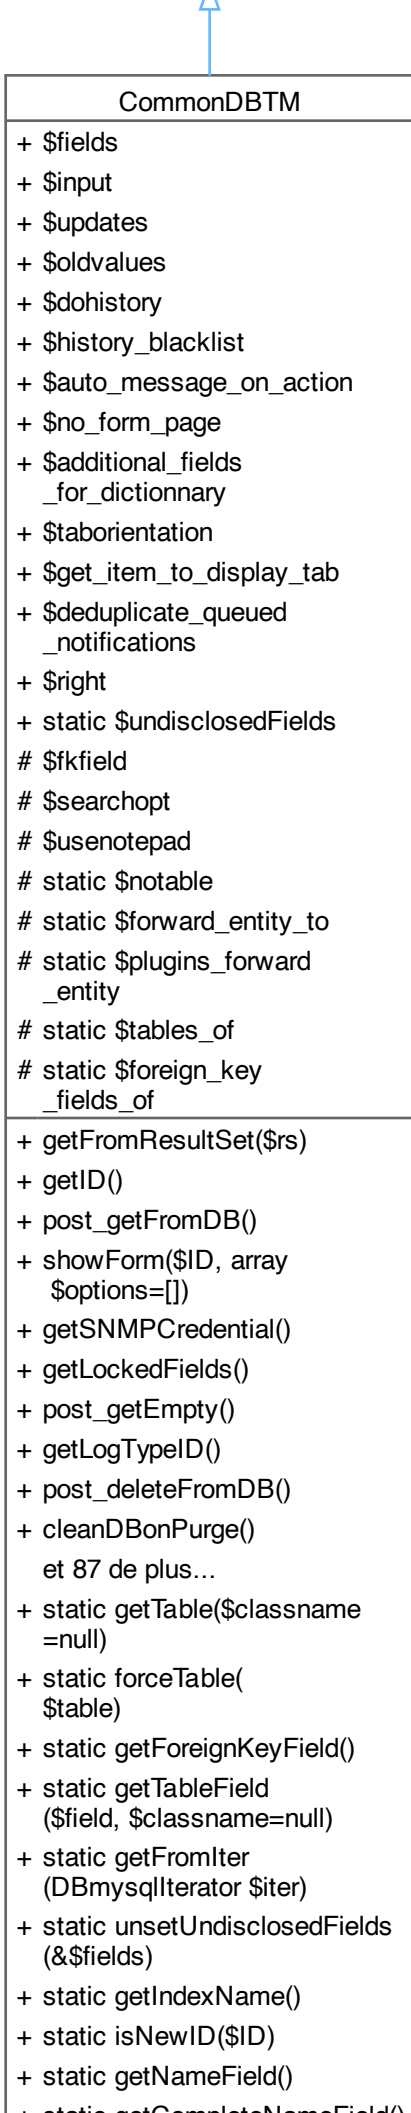 CommonDBTM
+ $fields
+ $input
+ $updates
+ $oldvalues
+ $dohistory
+ $history_blacklist
+ $auto_message_on_action
+ $no_form_page
+ $additional_fields
_for_dictionnary
+ $taborientation
+ $get_item_to_display_tab
+ $deduplicate_queued
_notifications
+ $right
+ static $undisclosedFields
# $fkfield
# $searchopt
# $usenotepad
# static $notable
# static $forward_entity_to
# static $plugins_forward
_entity
# static $tables_of
# static $foreign_key
_fields_of
+ getFromResultSet($rs)
+ getID()
+ post_getFromDB()
+ showForm($ID, array
$options=[])
+ getSNMPCredential()
+ getLockedFields()
+ post_getEmpty()
+ getLogTypeID()
+ post_deleteFromDB()
+ cleanDBonPurge()
et 87 de plus...
+ static getTable($classname
=null)
+ static forceTable(
$table)
+ static getForeignKeyField()
+ static getTableField
($field, $classname=null)
+ static getFromIter
(DBmysqlIterator $iter)
+ static unsetUndisclosedFields
(&$fields)
+ static getIndexName()
+ static isNewID($ID)
+ static getNameField()
+ static getCompleteNameField()